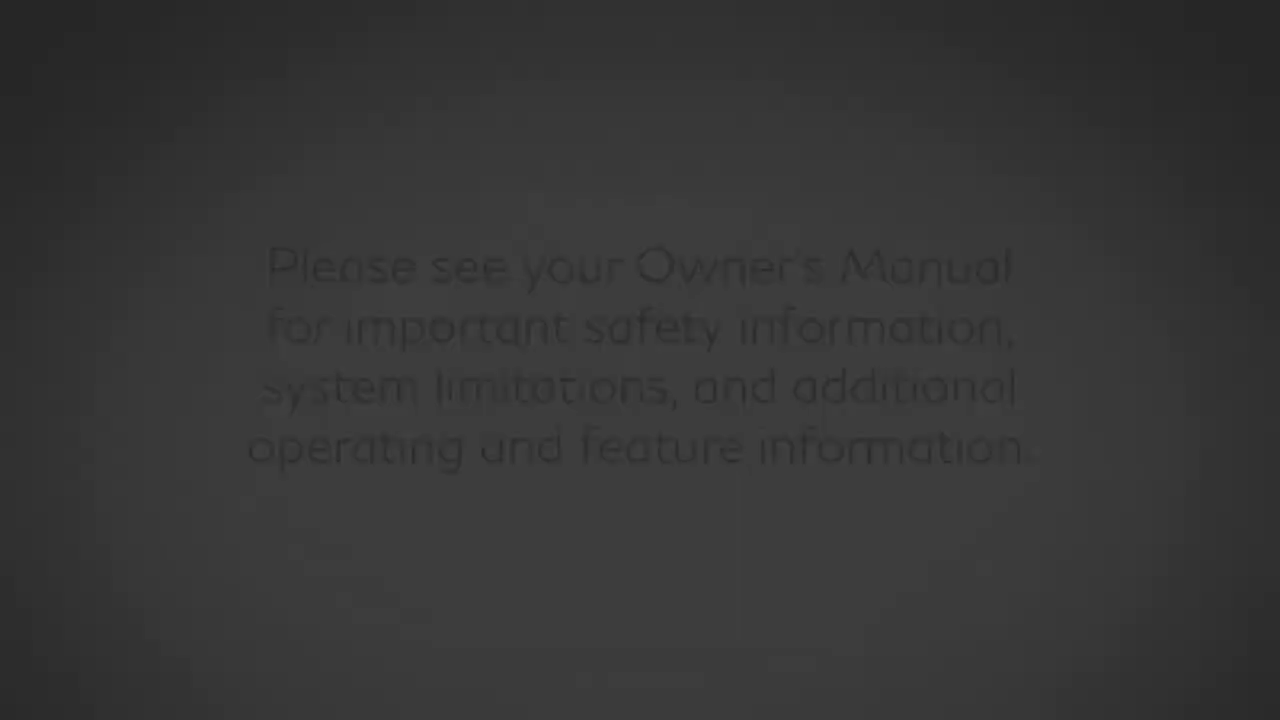 Please see your Owner's Manual
for important safety information,
system limitations, and additional
operating and feature information.